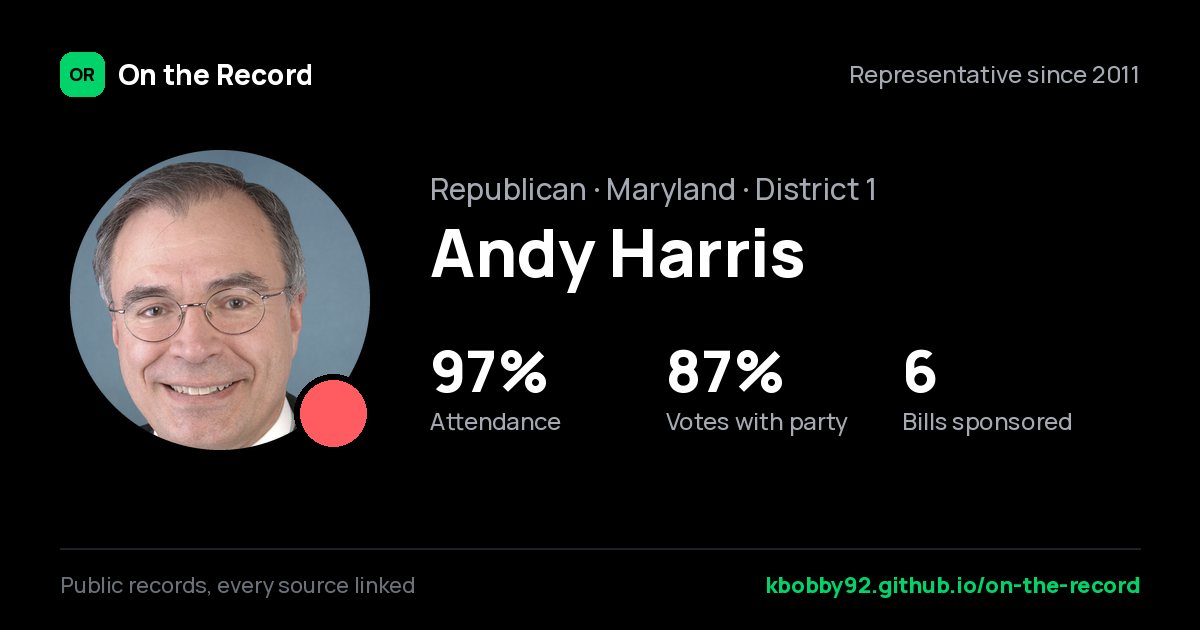 OR On the Record
Representative since 2011
Republican · Maryland · District 1
Andy Harris
97% 87% 6
Attendance Votes with party Bills sponsored
Public records, every source linked
kbobby92.github.io/on-the-record